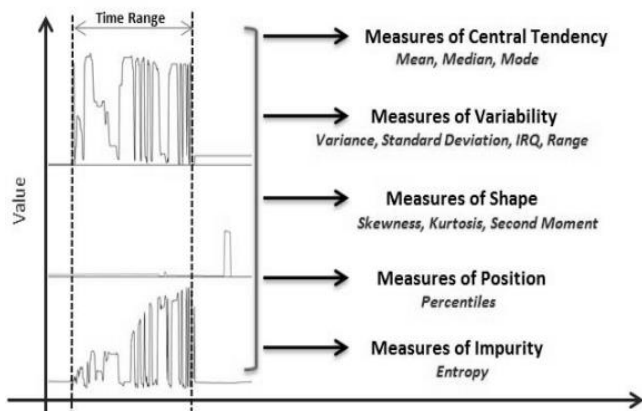 Time Range
Measures of Central Tendency
Mean, Median, Mode
Measures of Variability
Variance, Standard Deviation, IRQ, Range
Value
Measures of Shape
Skewness, Kurtosis, Second Moment
Measures of Position
Percentiles
Measures of Impurity
Entropy